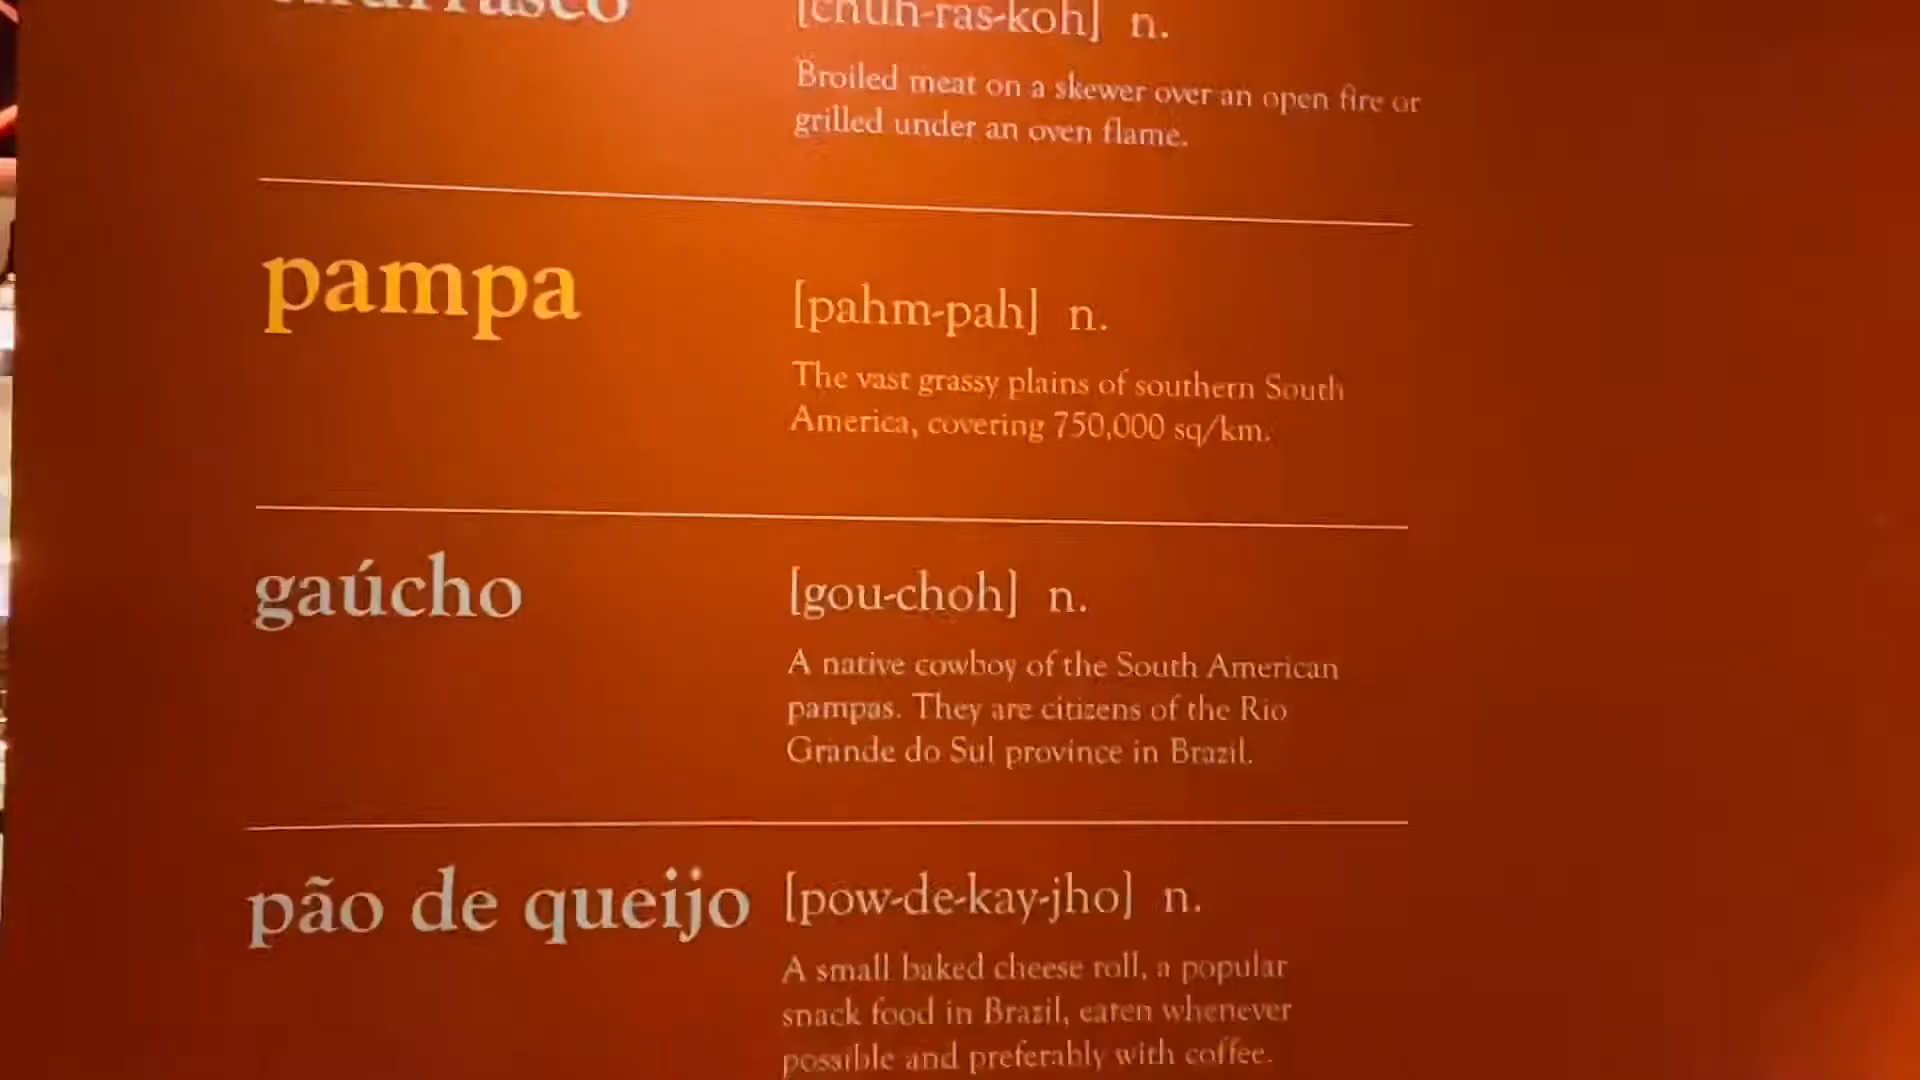 churrasco [chuh-ras-koh] n.
Broiled meat on a skewer over an open fire or
grilled under an oven flame.
pampa [pahm-pah] n.
The vast grassy plains of southern South
America, covering 750,000 sq/km.
gaúcho [gou-choh] n.
A native cowboy of the South American
pampas. They are citizens of the Rio
Grande do Sul province in Brazil.
pão de queijo [pow-de-kay-jho] n.
A small baked cheese roll, a popular
snack food in Brazil, eaten whenever
possible and preferably with coffee.